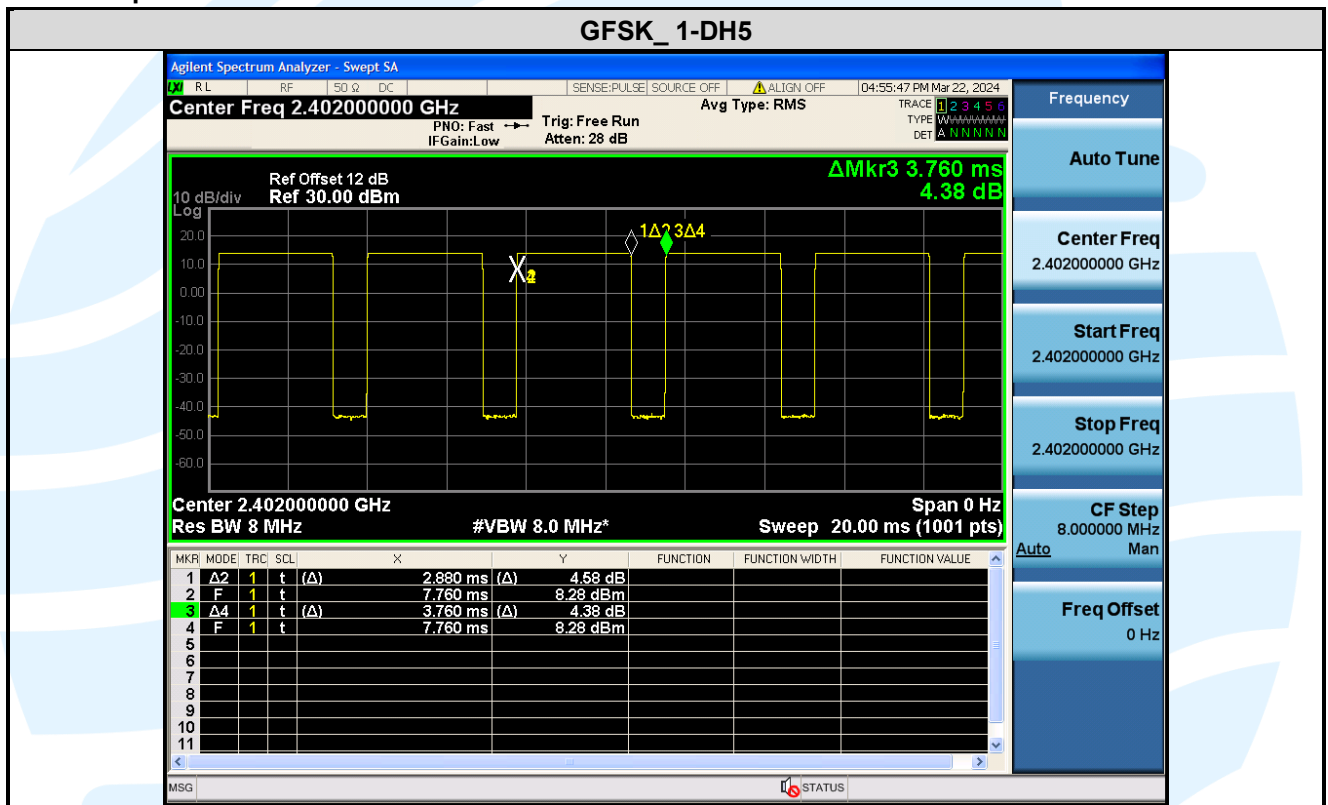 GFSK_ 1-DH5
Agilent Spectrum Analyzer - Swept SA
LXI RL RF 50 Ω DC SENSE:PULSE SOURCE OFF ALIGN OFF 04:55:47 PM Mar 22, 2024
Center Freq 2.402000000 GHz Avg Type: RMS TRACE 1 2 3 4 5 6
PNO: Fast Trig: Free Run TYPE
IFGain:Low Atten: 28 dB DET A N N N N N
ΔMkr3 3.760 ms
4.38 dB
Ref Offset 12 dB
10 dB/div Ref 30.00 dBm
Log
20.0
10.0
0.00
-10.0
-20.0
-30.0
-40.0
-50.0
-60.0
1Δ2 3Δ4
Center 2.402000000 GHz Span 0 Hz
Res BW 8 MHz #VBW 8.0 MHz* Sweep 20.00 ms (1001 pts)
MKR MODE TRC SCL X Y FUNCTION FUNCTION WIDTH FUNCTION VALUE
1 Δ2 1 t (Δ) 2.880 ms (Δ) 4.58 dB
2 F 1 t 7.760 ms 8.28 dBm
3 Δ4 1 t (Δ) 3.760 ms (Δ) 4.38 dB
4 F 1 t 7.760 ms 8.28 dBm
5
6
7
8
9
10
11
MSG STATUS
Frequency
Auto Tune
Center Freq
2.402000000 GHz
Start Freq
2.402000000 GHz
Stop Freq
2.402000000 GHz
CF Step
8.000000 MHz
Auto Man
Freq Offset
0 Hz